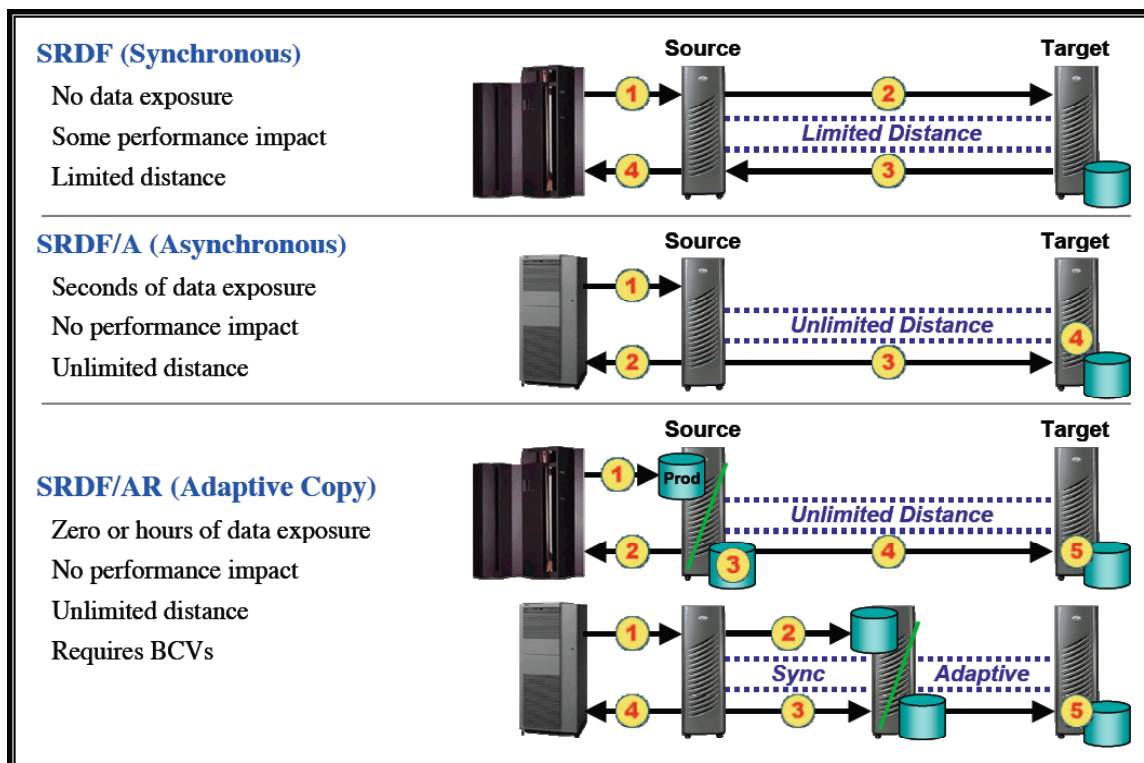 SRDF (Synchronous)
No data exposure
Some performance impact
Limited distance
Source
Target
1
2
Limited Distance
4
3
SRDF/A (Asynchronous)
Seconds of data exposure
No performance impact
Unlimited distance
Source
Target
1
Unlimited Distance
4
2
3
SRDF/AR (Adaptive Copy)
Zero or hours of data exposure
No performance impact
Unlimited distance
Requires BCVs
Source
Target
1
Prod
Unlimited Distance
2
3
4
5
1
2
Sync
Adaptive
4
3
5